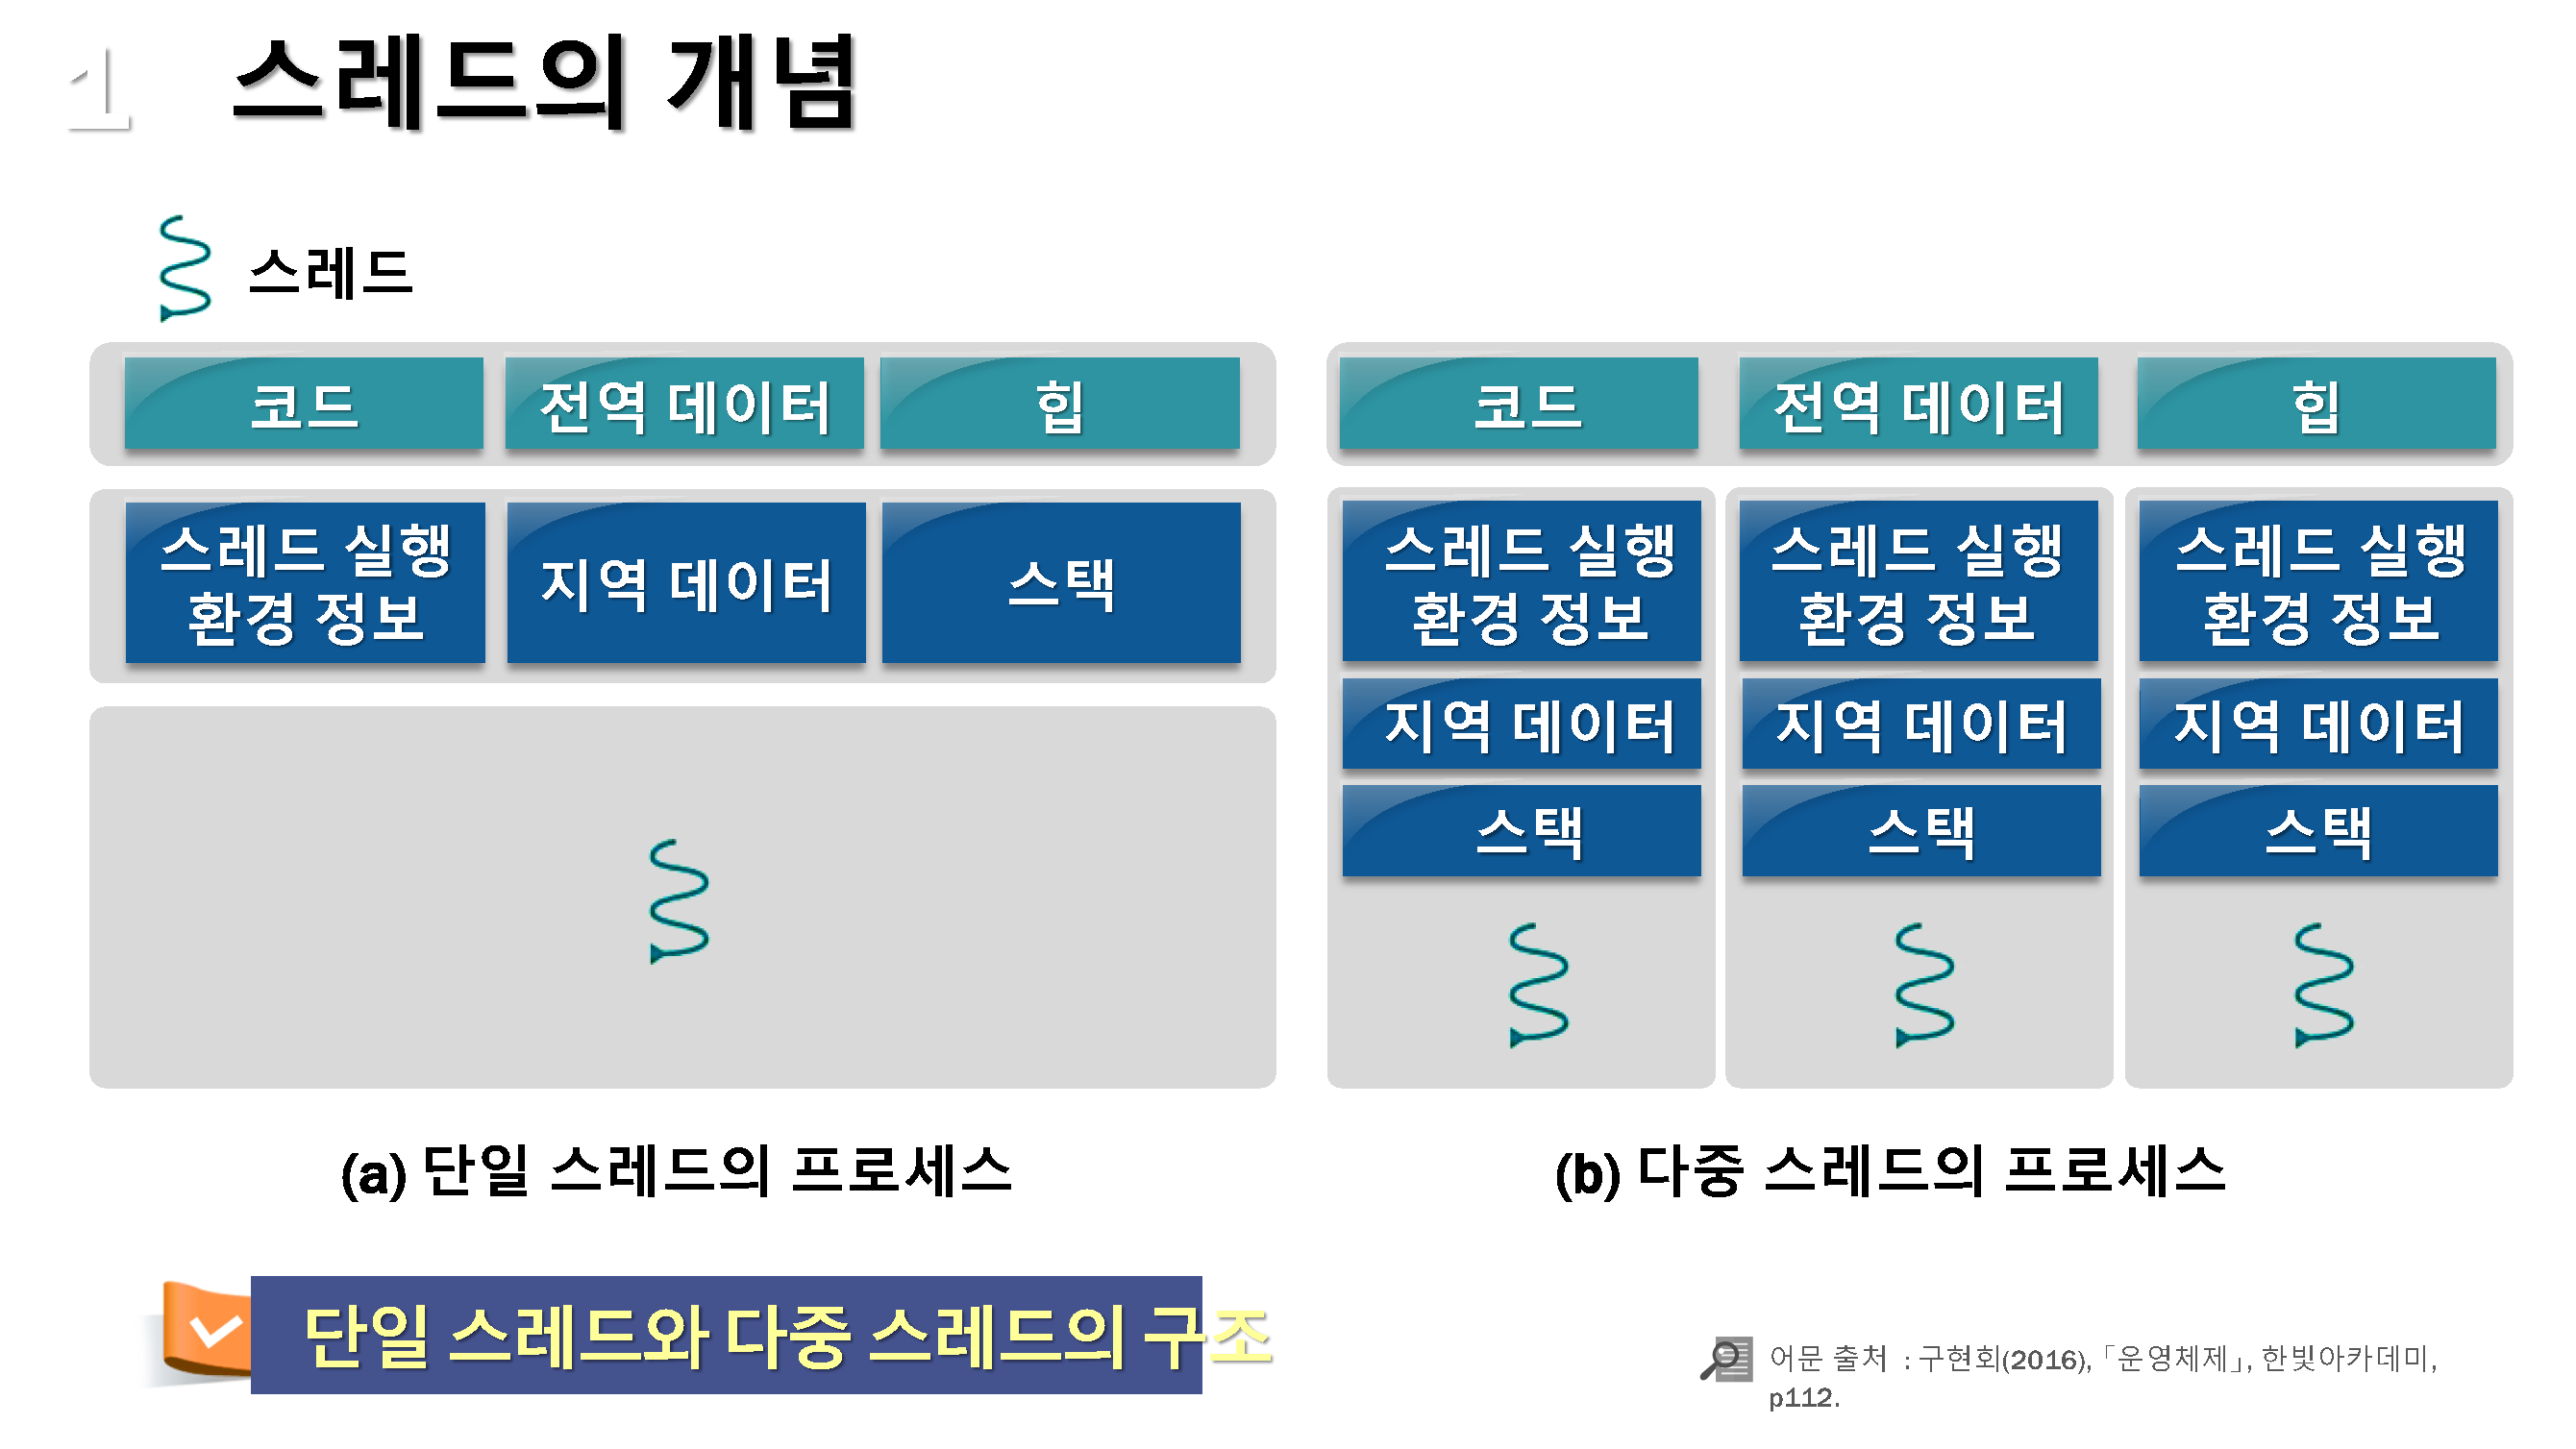 1 스레드의 개념
스레드
코드 전역 데이터 힙
스레드 실행
환경 정보
지역 데이터
스택
(a) 단일 스레드의 프로세스
코드 전역 데이터 힙
스레드 실행 스레드 실행 스레드 실행
환경 정보 환경 정보 환경 정보
지역 데이터 지역 데이터 지역 데이터
스택 스택 스택
(b) 다중 스레드의 프로세스
단일 스레드와 다중 스레드의 구조
어문 출처 : 구현회(2016), 「운영체제」, 한빛아카데미,
p112.